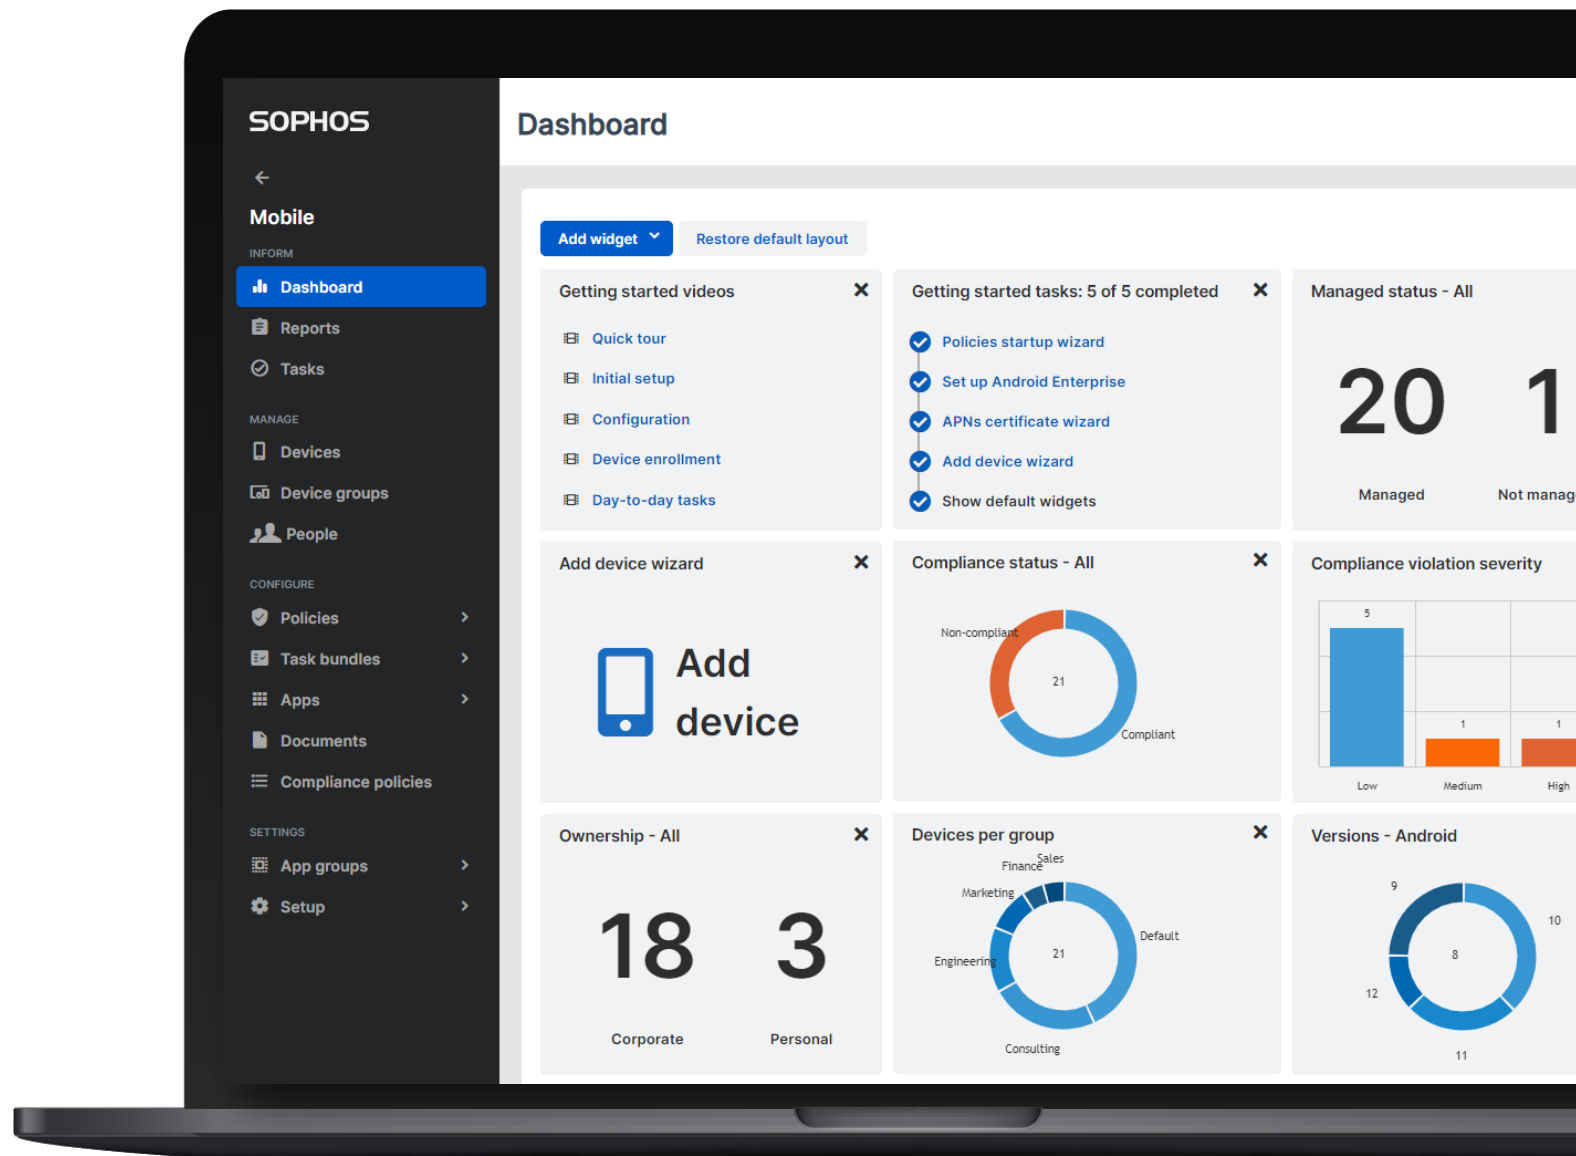 SOPHOS
Mobile
INFORM
Dashboard
Reports
Tasks
MANAGE
Devices
Device groups
People
CONFIGURE
Policies
Task bundles
Apps
Documents
Compliance policies
SETTINGS
App groups
Setup
Dashboard
Add widget
Restore default layout
Getting started videos
Quick tour
Initial setup
Configuration
Device enrollment
Day-to-day tasks
Getting started tasks: 5 of 5 completed
Policies startup wizard
Set up Android Enterprise
APNs certificate wizard
Add device wizard
Show default widgets
Managed status - All
20 1
Managed Not manag
Add device wizard
Add
device
Compliance status - All
Non-compliant
21
Compliant
Compliance violation severity
5
1 1
Low Medium High
Ownership - All
18 3
Corporate Personal
Devices per group
Sales
Finance
Marketing
Default
21
Engineering
Consulting
Versions - Android
9
10
8
12
11